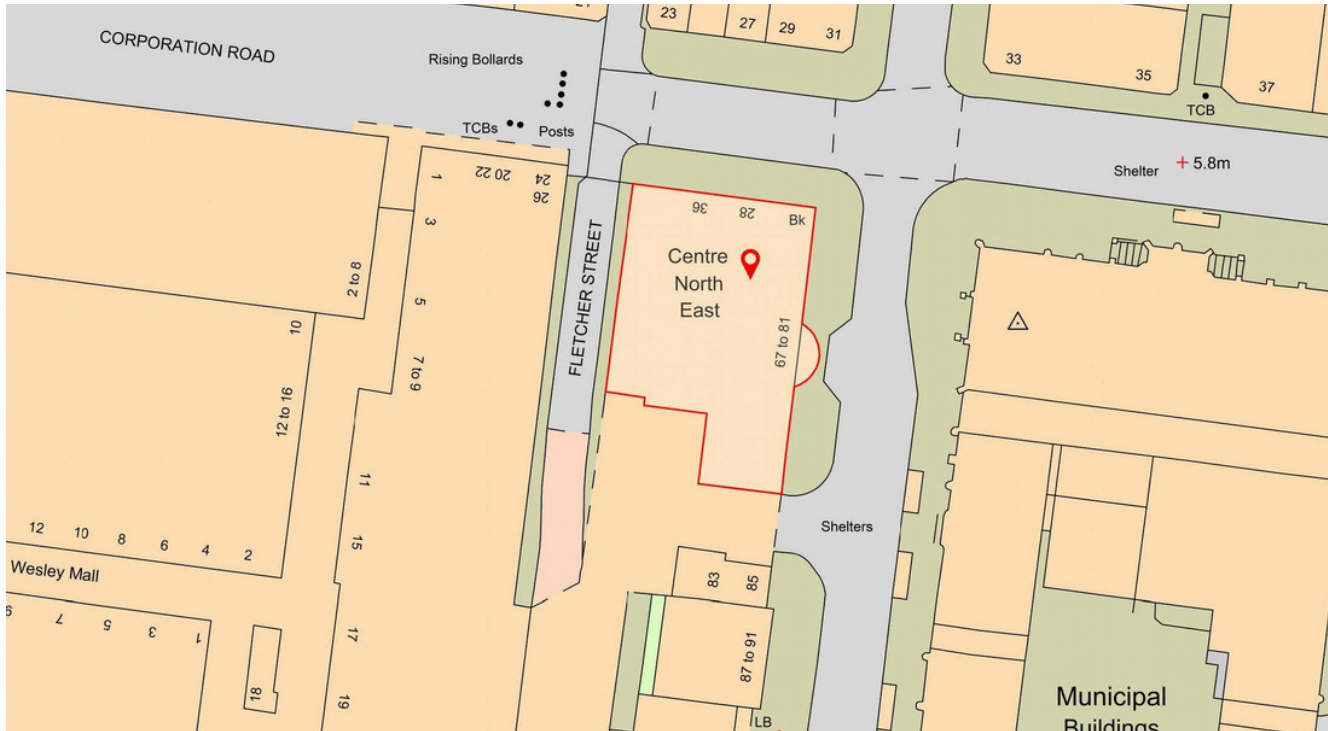 21
23
27
29
31
33
35
37
CORPORATION ROAD
Rising Bollards
TCBs
Posts
TCB
Shelter
5.8m
1
3
22
20
24
26
36
28
Bk
Centre
North
East
FLETCHER STREET
2 to 8
5
7 to 9
10
12 to 16
67 to 81
11
15
12
10
8
6
4
2
Wesley Mall
Shelters
83
85
9
7
5
3
1
17
18
19
87 to 91
LB
Municipal
Buildings